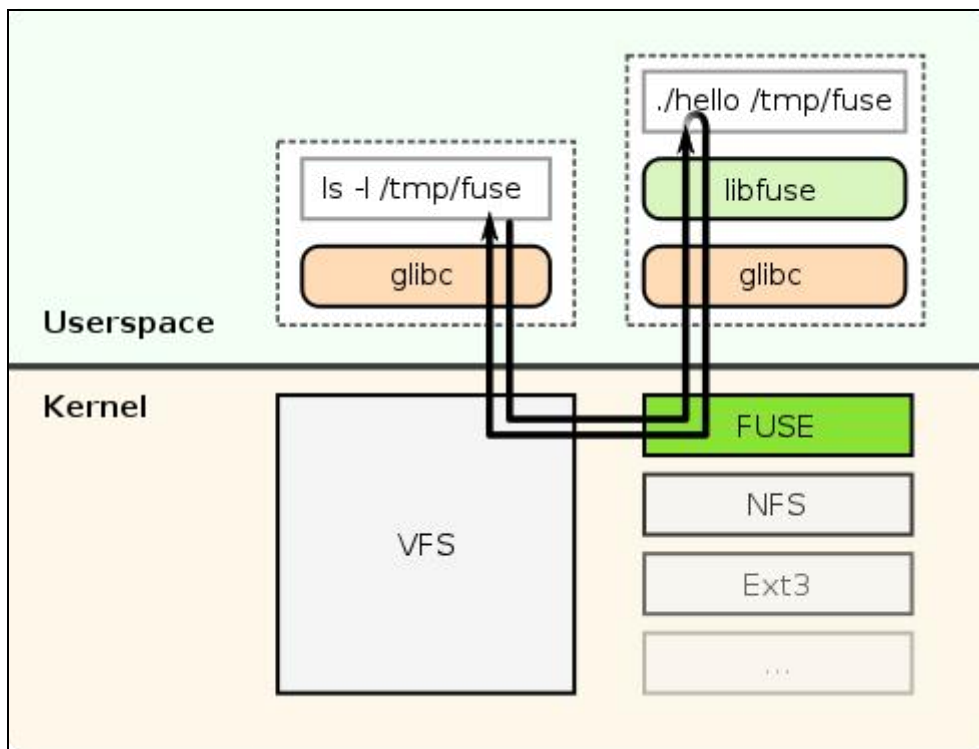 ./hello /tmp/fuse
ls -l /tmp/fuse
libfuse
glibc
glibc
Userspace
Kernel
FUSE
NFS
VFS
Ext3
...